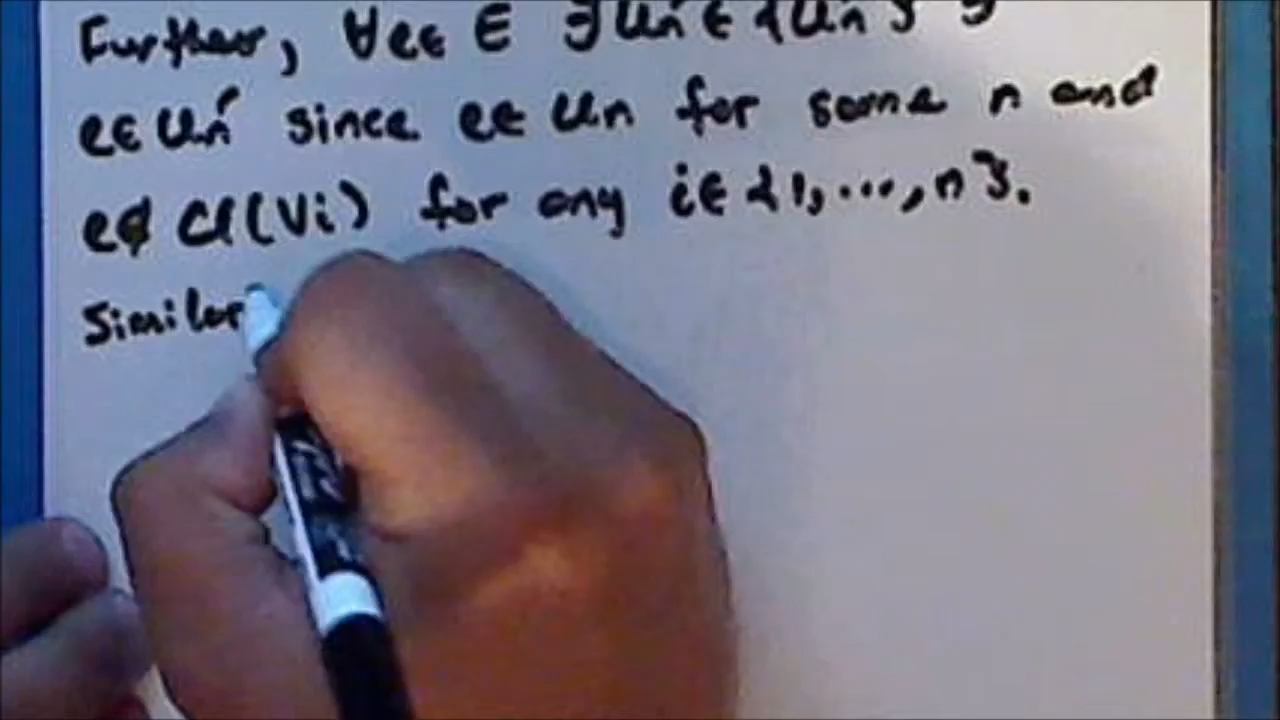 Further, ∀e∈ E ∃ Un′ ∈ {Un′} ∋
e∈ Un′ since e∈ Un for some n and
e∉ Cl(Vi) for any i∈{1,...,n}.
Similar